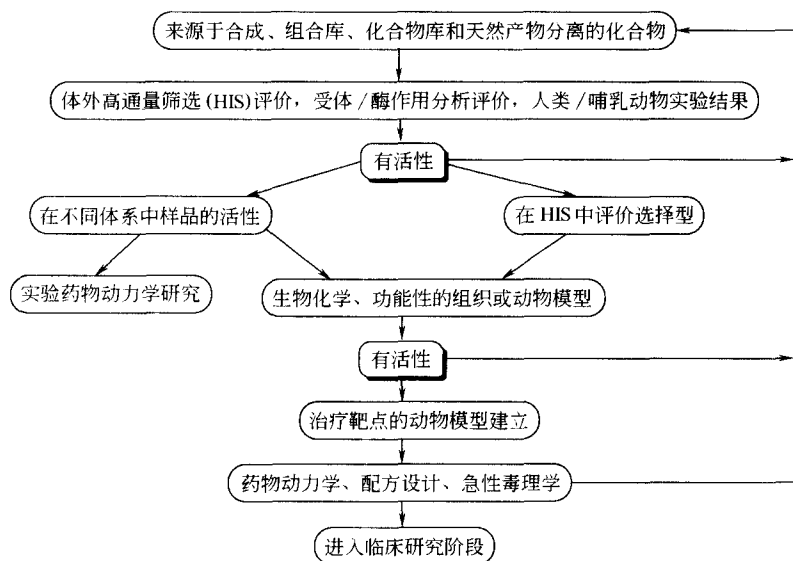 来源于合成、组合库、化合物库和天然产物分离的化合物
体外高通量筛选(HIS)评价，受体/酶作用分析评价，人类/哺乳动物实验结果
有活性
在不同体系中样品的活性
在HIS中评价选择型
实验药物动力学研究
生物化学、功能性的组织或动物模型
有活性
治疗靶点的动物模型建立
药物动力学、配方设计、急性毒理学
进入临床研究阶段